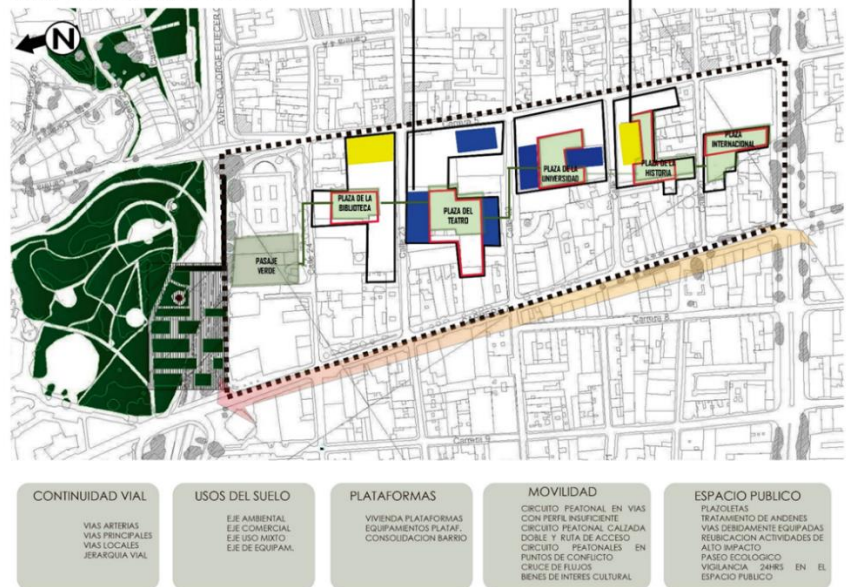 N
AVENIDA JORGE ELECER
PLAZA
INTERNACIONAL
PLAZA DE LA
UNIVERSIDAD
PLAZA DE LA
HISTORIA
PLAZA DE LA
BIBLIOTECA
PLAZA DEL
TEATRO
PASAJE
VERDE
Calle 24
Calle 23
Carrera 8
Carrera 9
CONTINUIDAD VIAL
VIAS ARTERIAS
VIAS PRINCIPALES
VIAS LOCALES
JERARQUIA VIAL
USOS DEL SUELO
EJE AMBIENTAL
EJE COMERCIAL
EJE USO MIXTO
EJE DE EQUIPAM.
PLATAFORMAS
VIVIENDA PLATAFORMAS
EQUIPAMENTOS PLATAF.
CONSOLIDACION BARRIO
MOVILIDAD
CIRCUITO PEATONAL EN VIAS
CON PERFIL INSUFICIENTE
CIRCUITO PEATONAL CALZADA
DOBLE Y RUTA DE ACCESO
CIRCUITO PEATONALES EN
PUNTOS DE CONFLICTO
CRUCE DE FLUJOS
BIENES DE INTERES CULTURAL
ESPACIO PUBLICO
PLAZOLETAS
TRATAMIENTO DE ANDENES
VIAS DEBIDAMENTE EQUIPADAS
REUBICACION ACTIVIDADES DE
ALTO IMPACTO
PASEO ECOLOGICO
VIGILANCIA 24HRS EN EL
ESPACIO PUBLICO